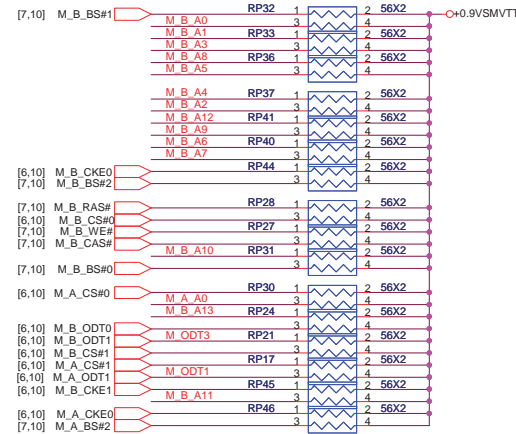 [7,10] M_B_BS#1 RP32 1 2 56X2 +0.9VSMVTT
M_B_A0 3 4
M_B_A1 RP33 1 2 56X2
M_B_A3 3 4
M_B_A8 RP36 1 2 56X2
M_B_A5 3 4
M_B_A4 RP37 1 2 56X2
M_B_A2 3 4
M_B_A12 RP41 1 2 56X2
M_B_A9 3 4
M_B_A6 RP40 1 2 56X2
M_B_A7 3 4
[6,10] M_B_CKE0 RP44 1 2 56X2
[7,10] M_B_BS#2 3 4
[7,10] M_B_RAS# RP28 1 2 56X2
[6,10] M_B_CS#0 3 4
[7,10] M_B_WE# RP27 1 2 56X2
[7,10] M_B_CAS# 3 4
M_B_A10 RP31 1 2 56X2
[7,10] M_B_BS#0 3 4
[6,10] M_A_CS#0 RP30 1 2 56X2
M_A_A0 3 4
M_B_A13 RP24 1 2 56X2
[6,10] M_B_ODT0 3 4
[6,10] M_B_ODT1 M_ODT3 RP21 1 2 56X2
[6,10] M_B_CS#1 3 4
[6,10] M_A_CS#1 RP17 1 2 56X2
[6,10] M_A_ODT1 M_ODT1 3 4
[6,10] M_B_CKE1 RP45 1 2 56X2
M_B_A11 3 4
[6,10] M_A_CKE0 RP46 1 2 56X2
[7,10] M_A_BS#2 3 4